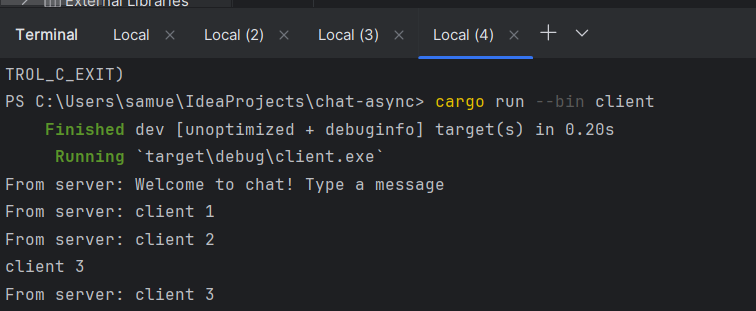 External Libraries
Terminal Local × Local (2) × Local (3) × Local (4) ×
TROL_C_EXIT)
PS C:\Users\samue\IdeaProjects\chat-async> cargo run --bin client
    Finished dev [unoptimized + debuginfo] target(s) in 0.20s
     Running `target\debug\client.exe`
From server: Welcome to chat! Type a message
From server: client 1
From server: client 2
client 3
From server: client 3